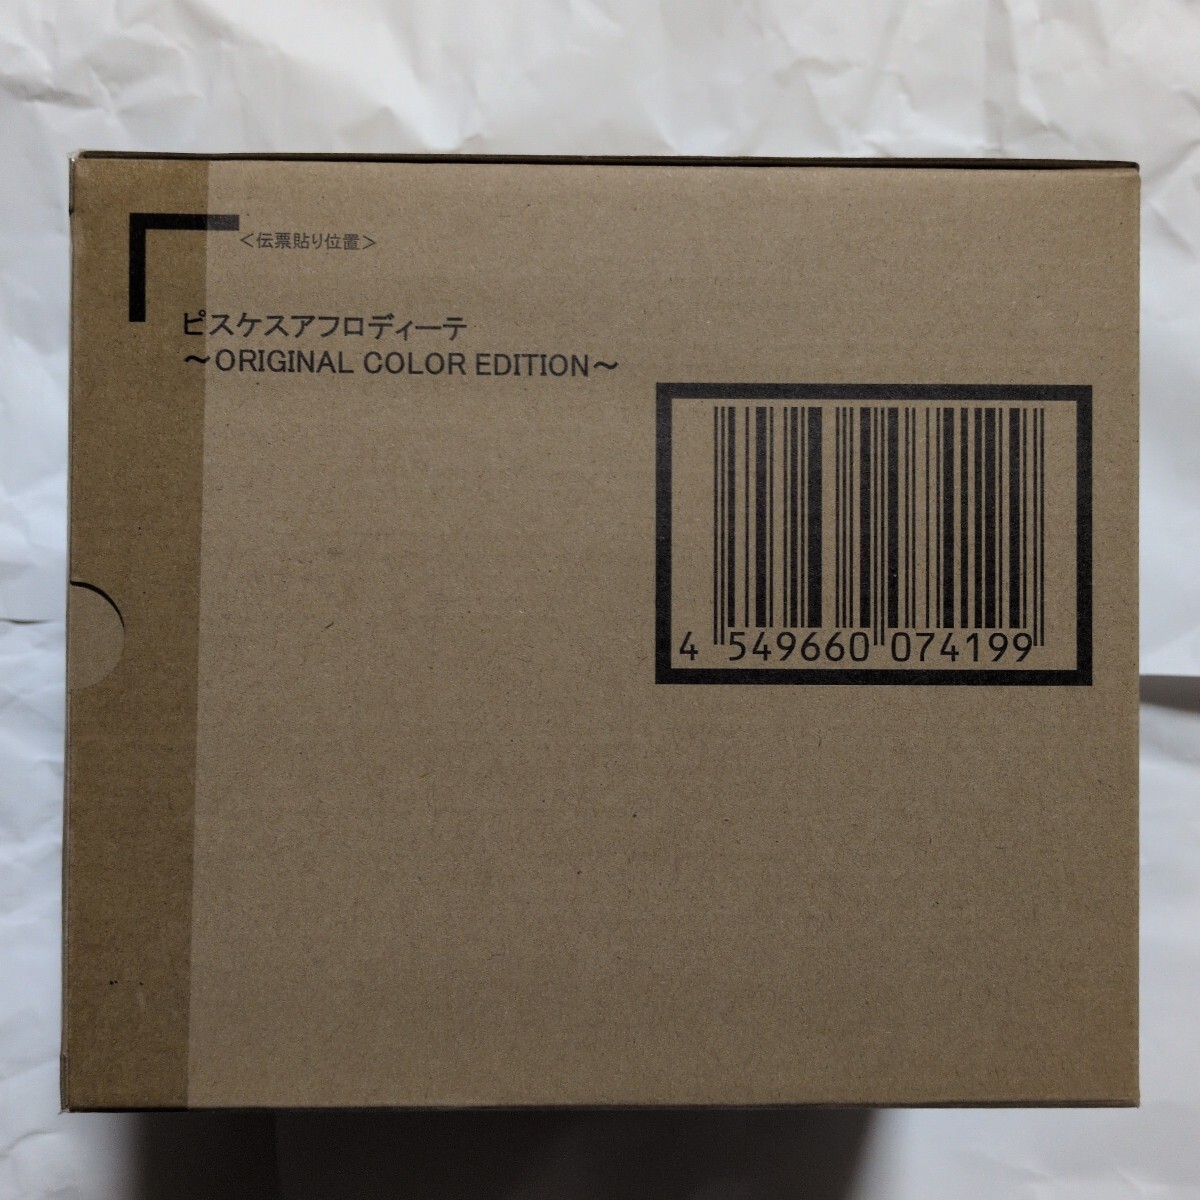 ＜伝票貼り位置＞
ピスケスアフロディーテ
～ORIGINAL COLOR EDITION～
4 549660 074199